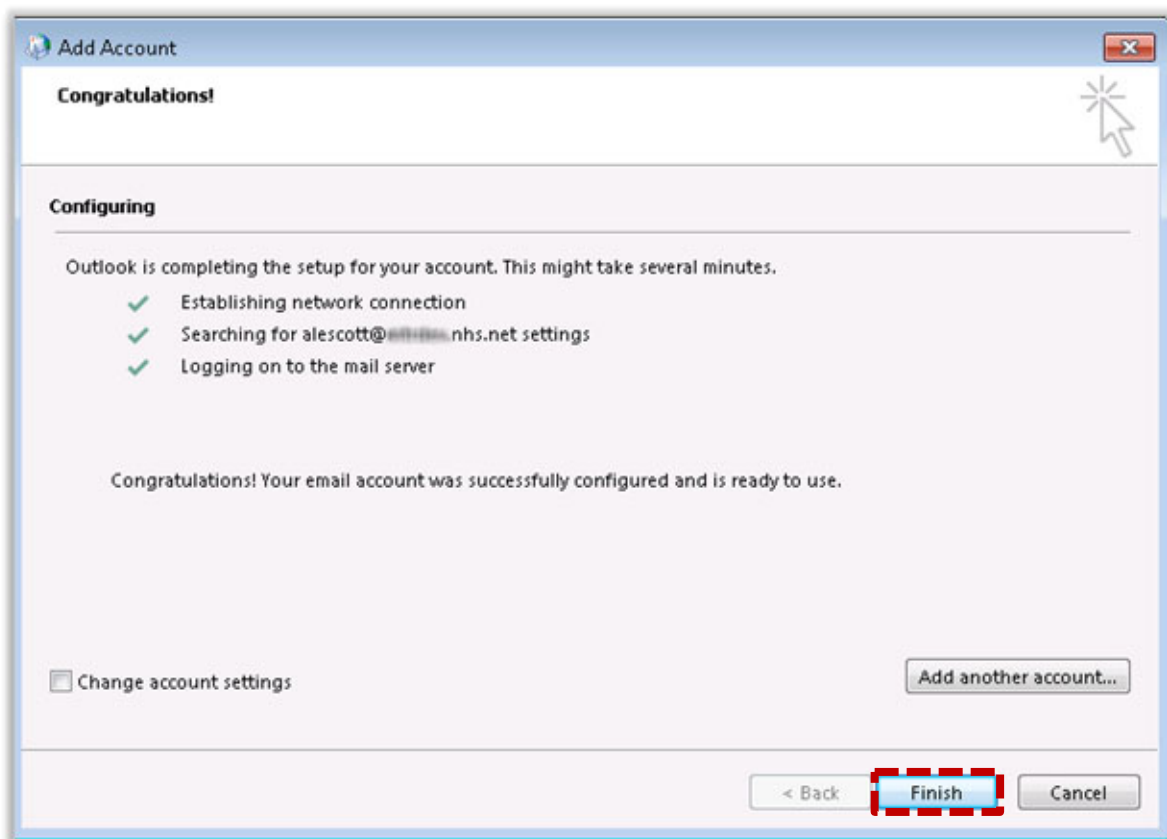 Add Account
Congratulations!
Configuring
Outlook is completing the setup for your account. This might take several minutes.
Establishing network connection
Searching for alescott@ .nhs.net settings
Logging on to the mail server
Congratulations! Your email account was successfully configured and is ready to use.
Change account settings
Add another account...
< Back
Finish
Cancel